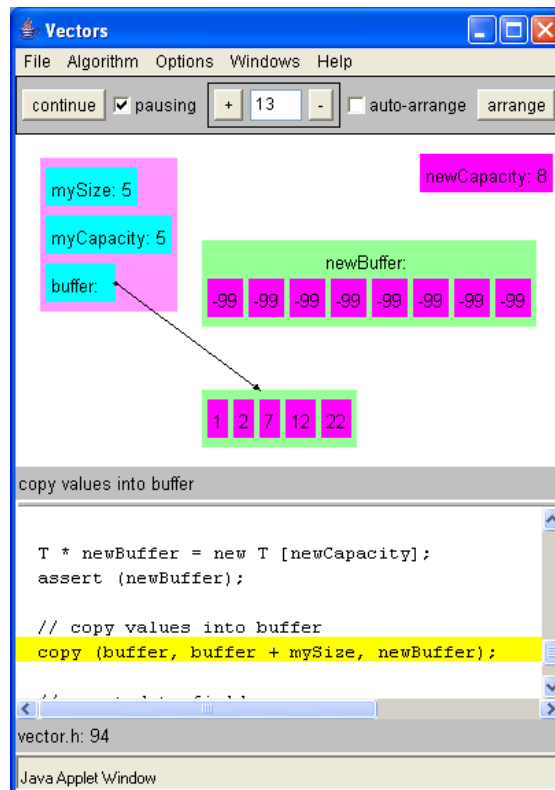 Vectors
File Algorithm Options Windows Help
continue pausing + 13 - auto-arrange arrange
mySize: 5
newCapacity: 8
myCapacity: 5
buffer:
newBuffer:
-99 -99 -99 -99 -99 -99 -99 -99
1 2 7 12 22
copy values into buffer
T * newBuffer = new T [newCapacity];
assert (newBuffer);
// copy values into buffer
copy (buffer, buffer + mySize, newBuffer);
//
vector.h: 94
Java Applet Window